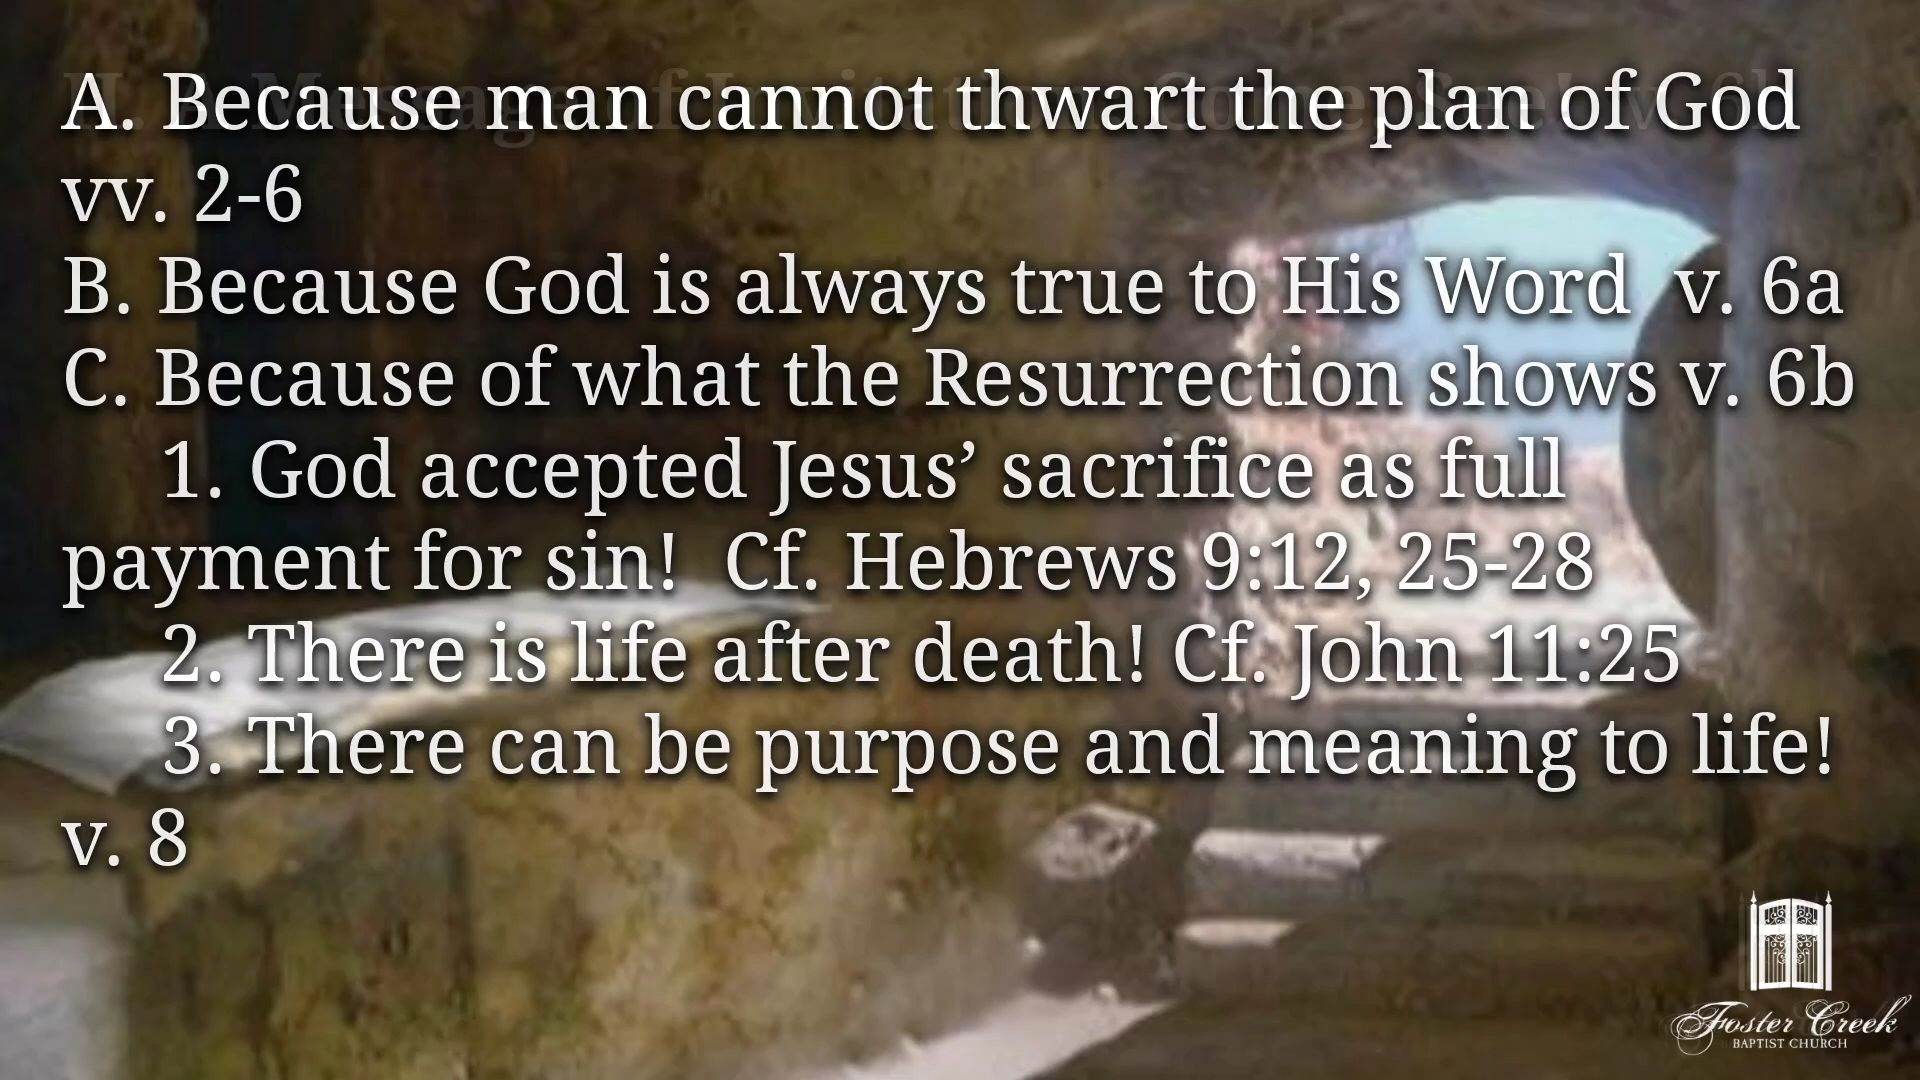 A. Because man cannot thwart the plan of God
vv. 2-6
B. Because God is always true to His Word  v. 6a
C. Because of what the Resurrection shows v. 6b
1. God accepted Jesus’ sacrifice as full
payment for sin!  Cf. Hebrews 9:12, 25-28
2. There is life after death! Cf. John 11:25
3. There can be purpose and meaning to life!
v. 8
Foster Creek
BAPTIST CHURCH